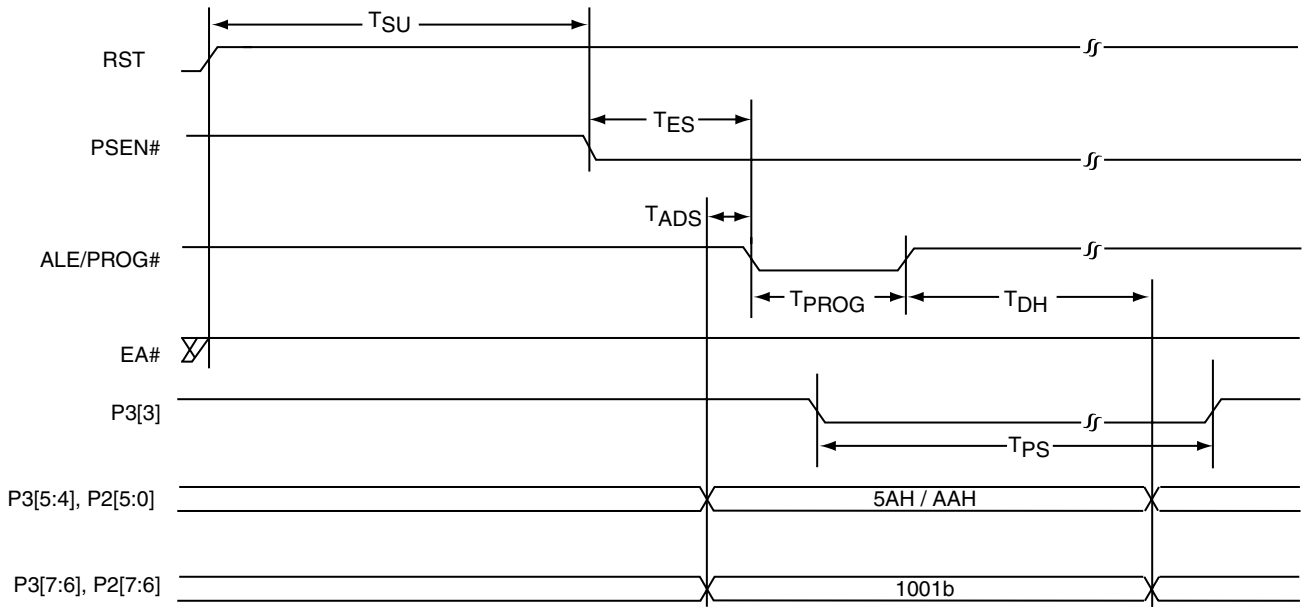 TSU
RST
TES
PSEN#
TADS
ALE/PROG#
TPROG
TDH
EA#
P3[3]
TPS
P3[5:4], P2[5:0]
5AH / AAH
P3[7:6], P2[7:6]
1001b